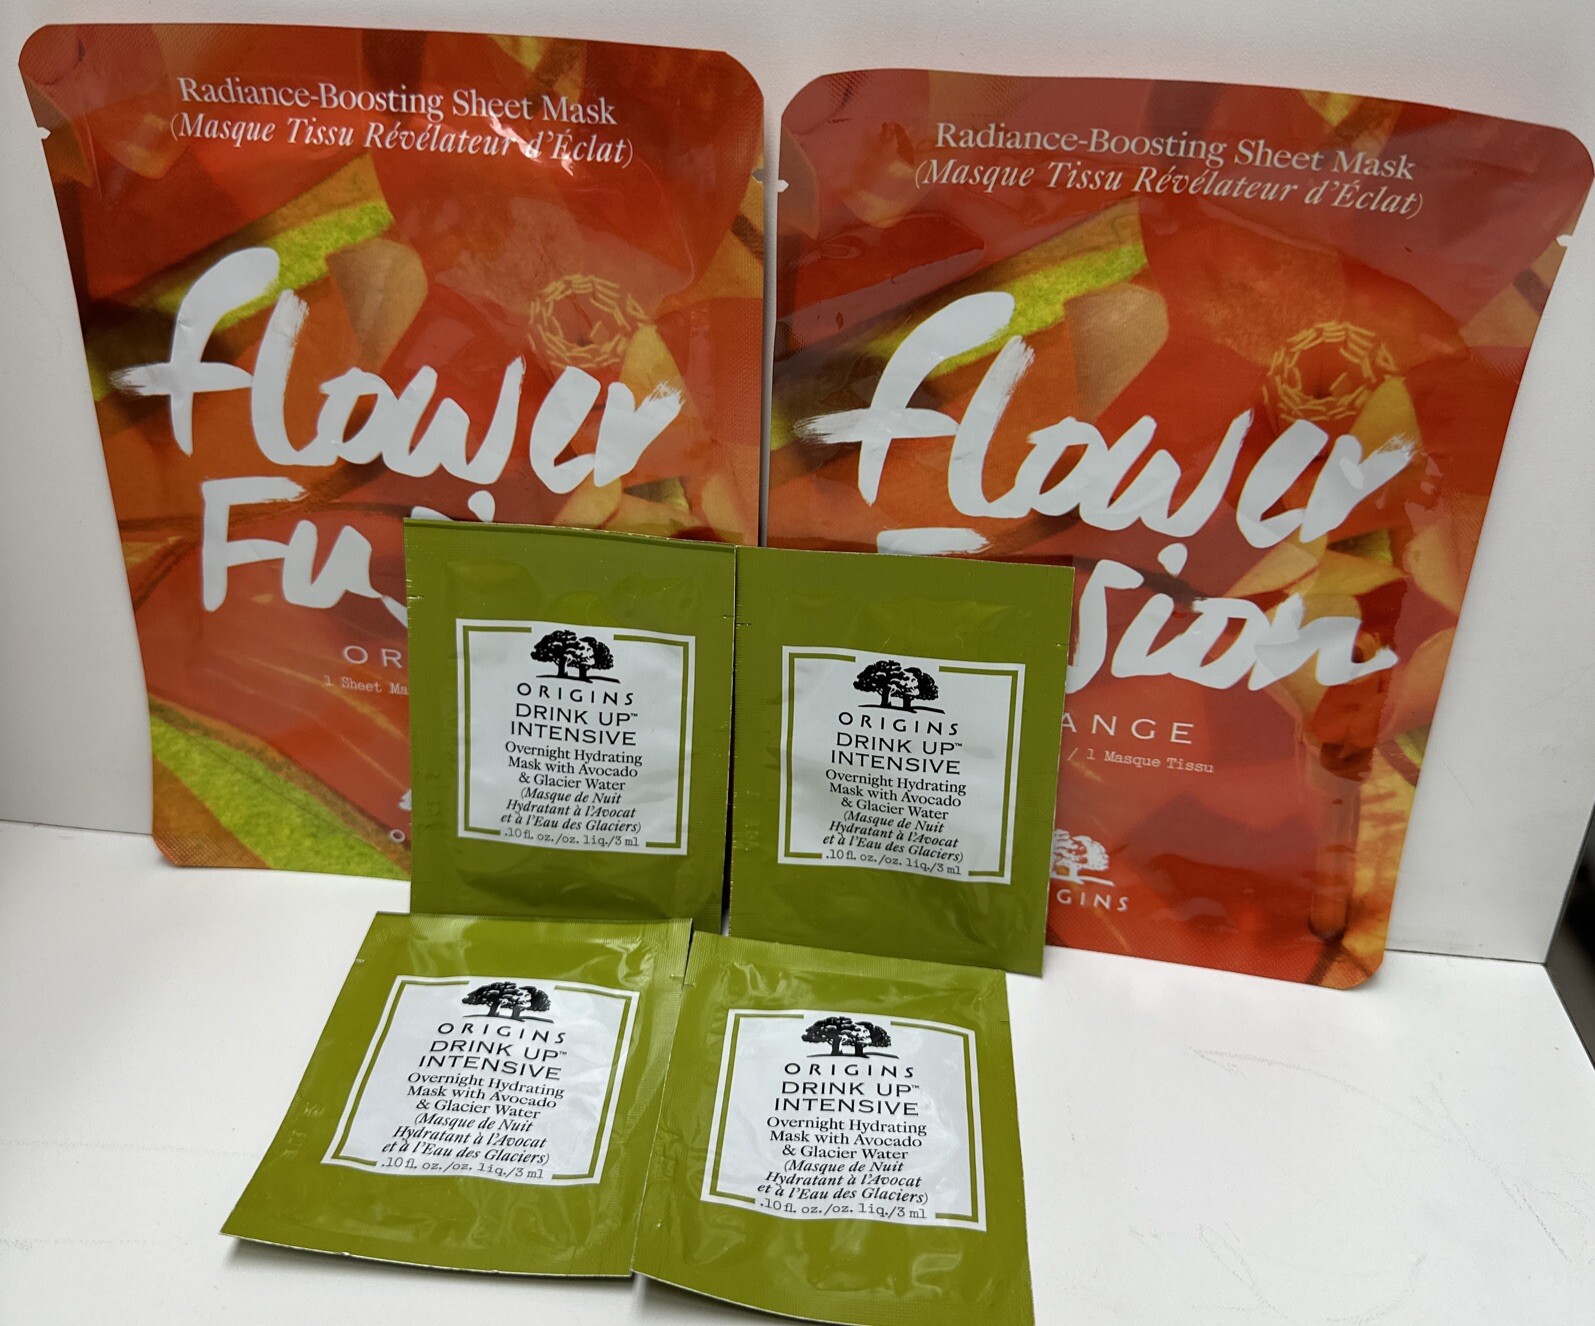 Radiance-Boosting Sheet Mask
(Masque Tissu Révélateur d'Éclat)
flower
Fusi
OR
1 Sheet Ma
O
Radiance-Boosting Sheet Mask
(Masque Tissu Révélateur d'Éclat)
flower
Fusion
ANGE
/ 1 Masque Tissu
GINS
ORIGINS
DRINK UP™
INTENSIVE
Overnight Hydrating
Mask with Avocado
& Glacier Water
(Masque de Nuit
Hydratant à l'Avocat
et à l'Eau des Glaciers)
.10 fl. oz./oz. liq./3 ml
ORIGINS
DRINK UP™
INTENSIVE
Overnight Hydrating
Mask with Avocado
& Glacier Water
(Masque de Nuit
Hydratant à l'Avocat
et à l'Eau des Glaciers)
.10 fl. oz./oz. liq./3 ml
ORIGINS
DRINK UP™
INTENSIVE
Overnight Hydrating
Mask with Avocado
& Glacier Water
(Masque de Nuit
Hydratant à l'Avocat
et à l'Eau des Glaciers)
.10 fl. oz./oz. liq./3 ml
ORIGINS
DRINK UP™
INTENSIVE
Overnight Hydrating
Mask with Avocado
& Glacier Water
(Masque de Nuit
Hydratant à l'Avocat
et à l'Eau des Glaciers)
.10 fl. oz./oz. liq./3 ml